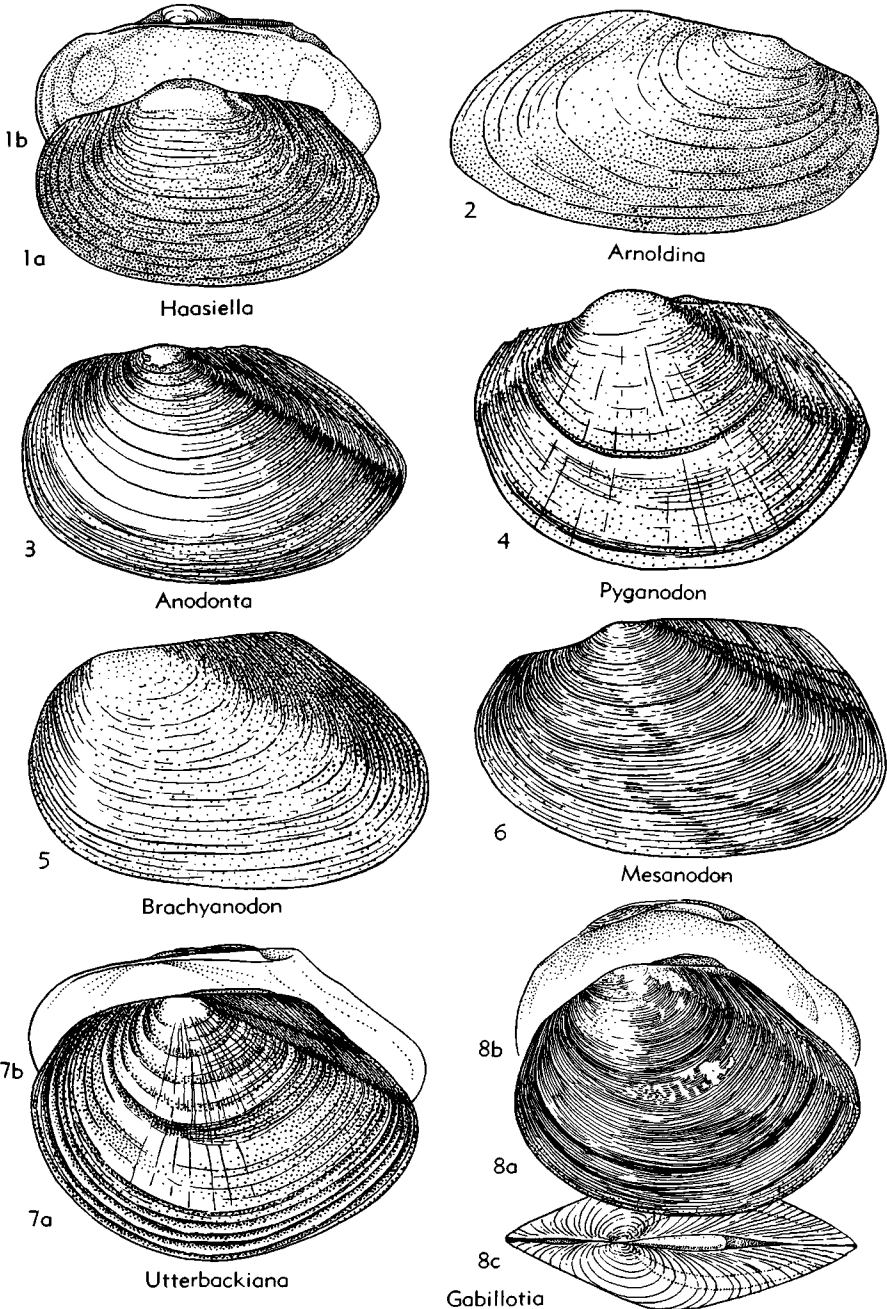 1b
1a
Haasiella
2
Arnoldina
3
Anodonta
4
Pyganodon
5
Brachyanodon
6
Mesanodon
7b
7a
Utterbackiana
8b
8a
8c
Gabillotia